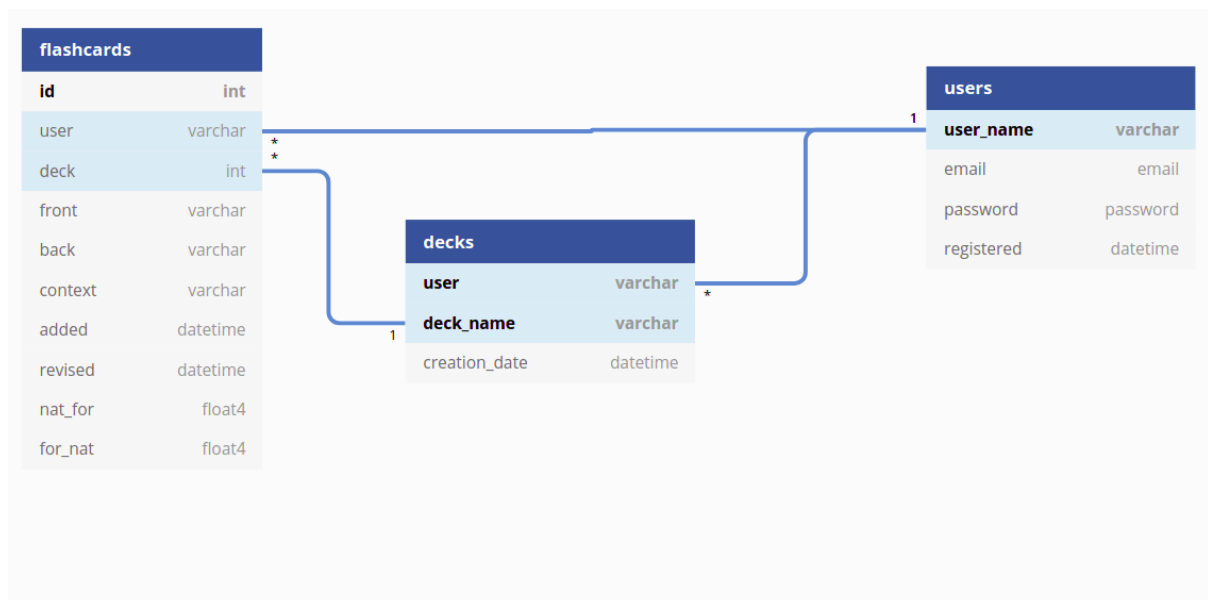 flashcards
id int
user varchar
*
*
deck int
front varchar
back varchar
context varchar
added datetime
revised datetime
nat_for float4
for_nat float4
decks
user varchar
*
deck_name varchar
1
creation_date datetime
users
1
user_name varchar
email email
password password
registered datetime